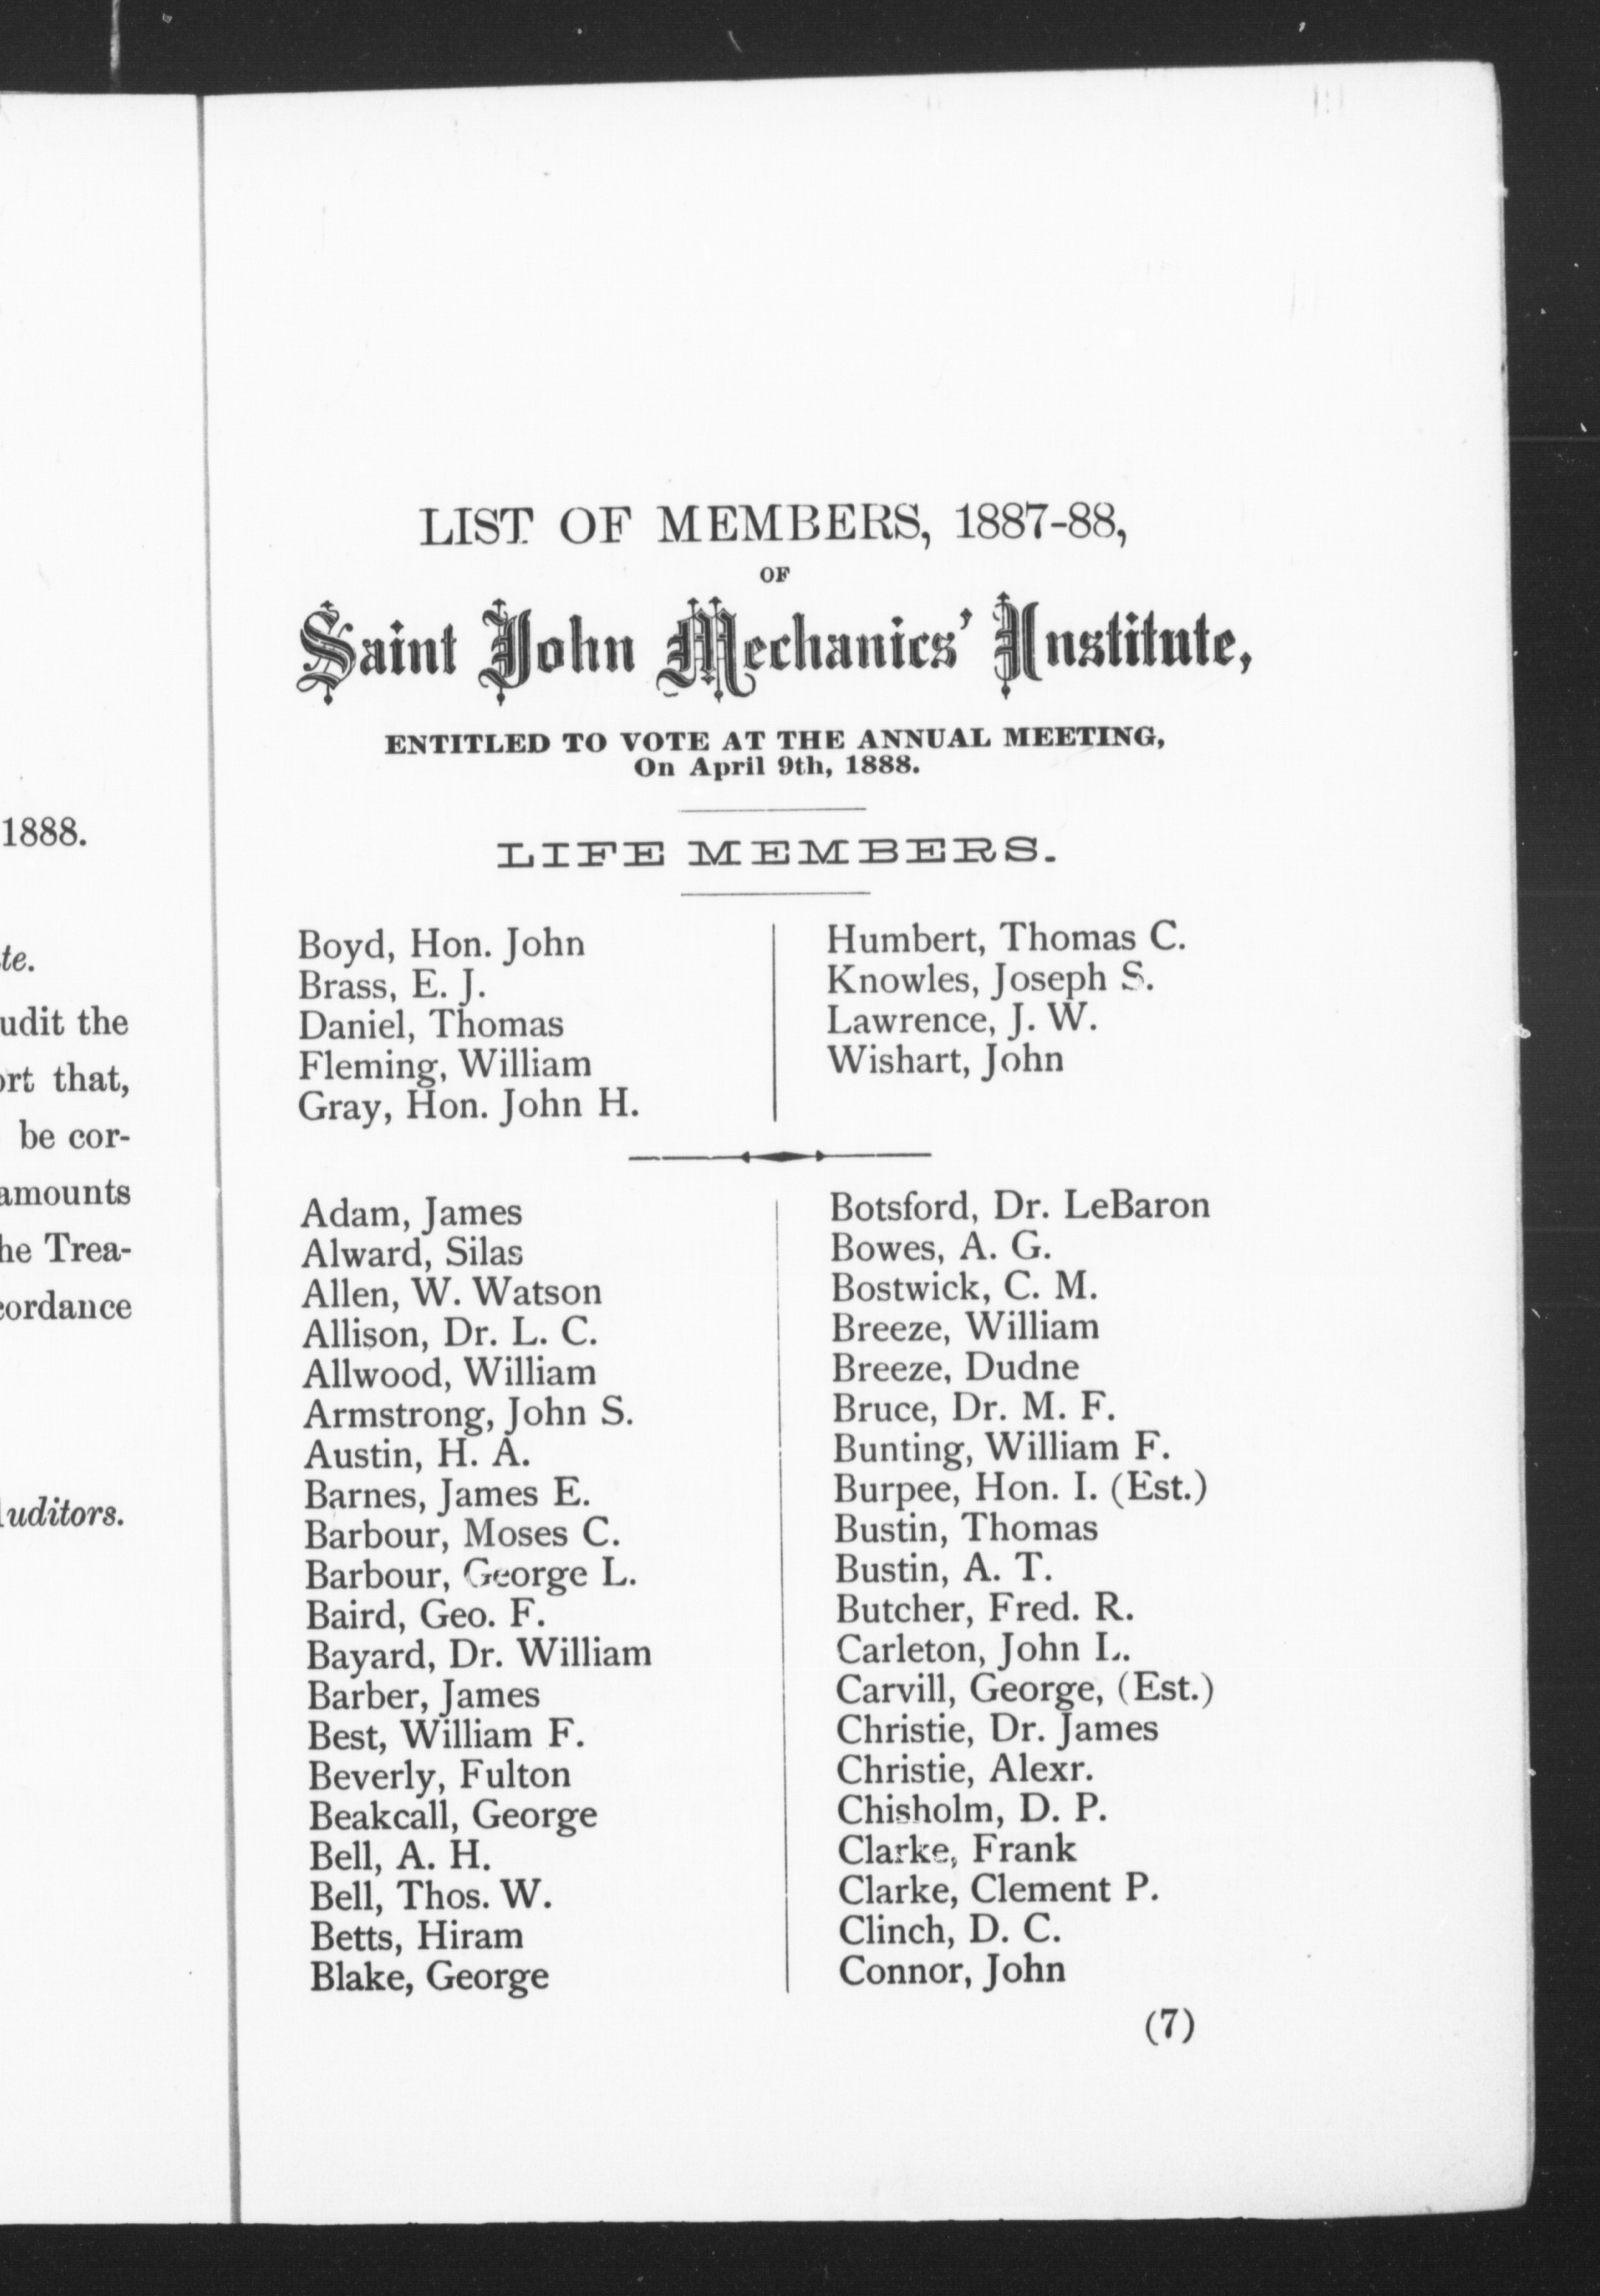 1888.
te.
udit the
ort that,
be cor-
amounts
he Trea-
cordance
uditors.
LIST OF MEMBERS, 1887-88,
OF
Saint John Mechanics' Institute,
ENTITLED TO VOTE AT THE ANNUAL MEETING,
On April 9th, 1888.
LIFE MEMBERS.
Boyd, Hon. John
Brass, E. J.
Daniel, Thomas
Fleming, William
Gray, Hon. John H.
Humbert, Thomas C.
Knowles, Joseph S.
Lawrence, J. W.
Wishart, John
Adam, James
Alward, Silas
Allen, W. Watson
Allison, Dr. L. C.
Allwood, William
Armstrong, John S.
Austin, H. A.
Barnes, James E.
Barbour, Moses C.
Barbour, George L.
Baird, Geo. F.
Bayard, Dr. William
Barber, James
Best, William F.
Beverly, Fulton
Beakcall, George
Bell, A. H.
Bell, Thos. W.
Betts, Hiram
Blake, George
Botsford, Dr. LeBaron
Bowes, A. G.
Bostwick, C. M.
Breeze, William
Breeze, Dudne
Bruce, Dr. M. F.
Bunting, William F.
Burpee, Hon. I. (Est.)
Bustin, Thomas
Bustin, A. T.
Butcher, Fred. R.
Carleton, John L.
Carvill, George, (Est.)
Christie, Dr. James
Christie, Alexr.
Chisholm, D. P.
Clarke, Frank
Clarke, Clement P.
Clinch, D. C.
Connor, John
(7)